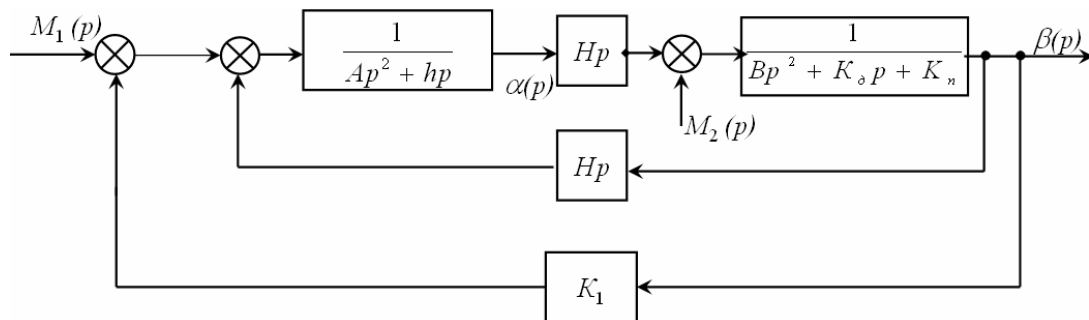 M₁(p)
1
Ap² + hp
α(p)
Hp
M₂(p)
1
Bp² + K_д p + K_п
β(p)
Hp
K₁